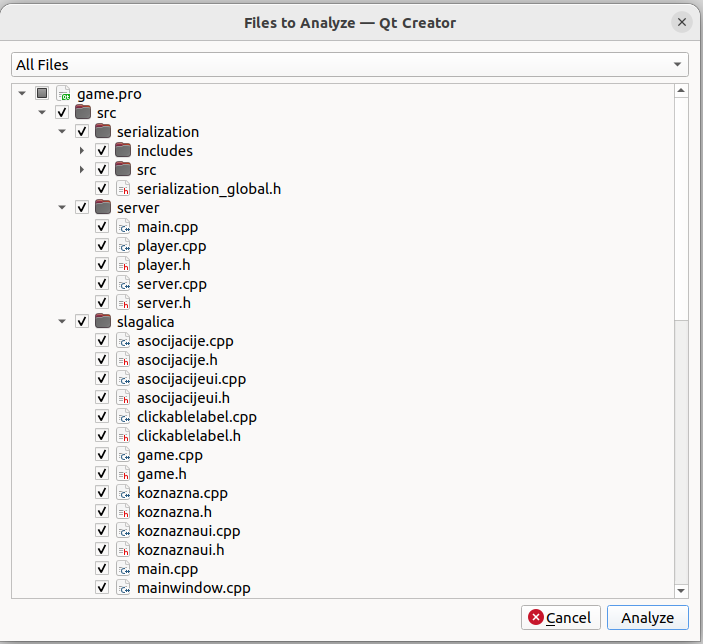 Files to Analyze — Qt Creator
All Files
game.pro
src
serialization
includes
src
serialization_global.h
server
main.cpp
player.cpp
player.h
server.cpp
server.h
slagalica
asocijacije.cpp
asocijacije.h
asocijacijeui.cpp
asocijacijeui.h
clickablelabel.cpp
clickablelabel.h
game.cpp
game.h
koznazna.cpp
koznazna.h
koznaznaui.cpp
koznaznaui.h
main.cpp
mainwindow.cpp
Cancel Analyze